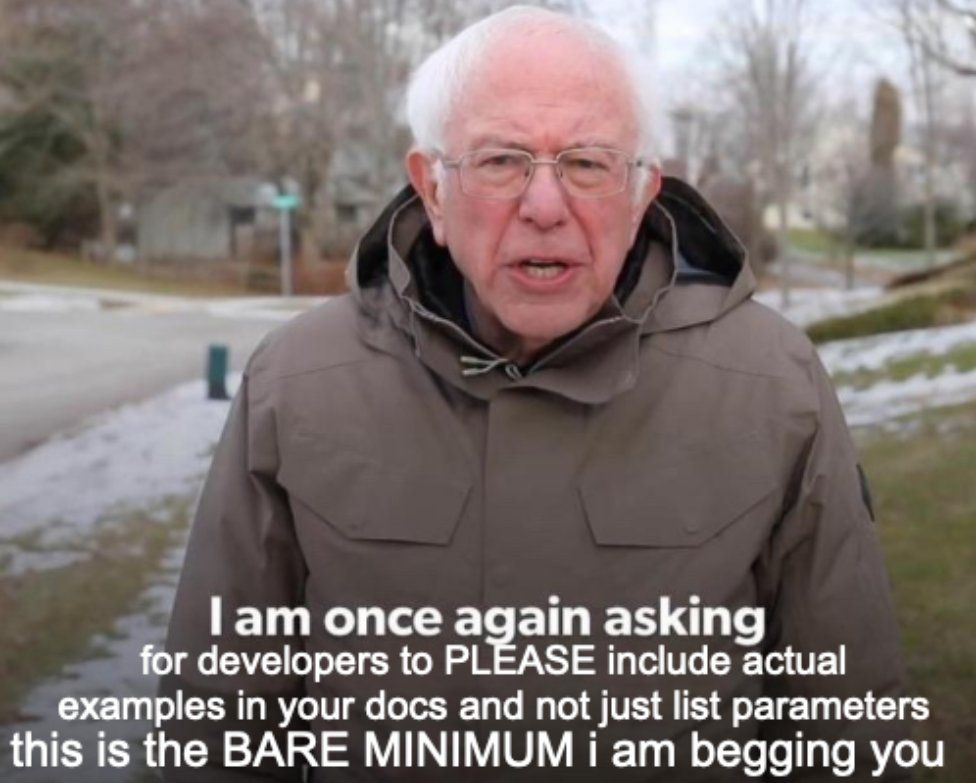 I am once again asking
for developers to PLEASE include actual
examples in your docs and not just list parameters
this is the BARE MINIMUM i am begging you